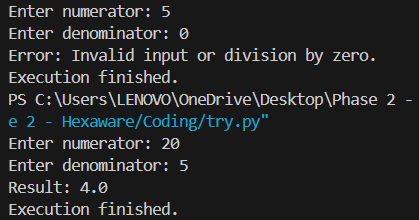 Enter numerator: 5
Enter denominator: 0
Error: Invalid input or division by zero.
Execution finished.
PS C:\Users\LENOVO\OneDrive\Desktop\Phase 2 -
e 2 - Hexaware/Coding/try.py"
Enter numerator: 20
Enter denominator: 5
Result: 4.0
Execution finished.